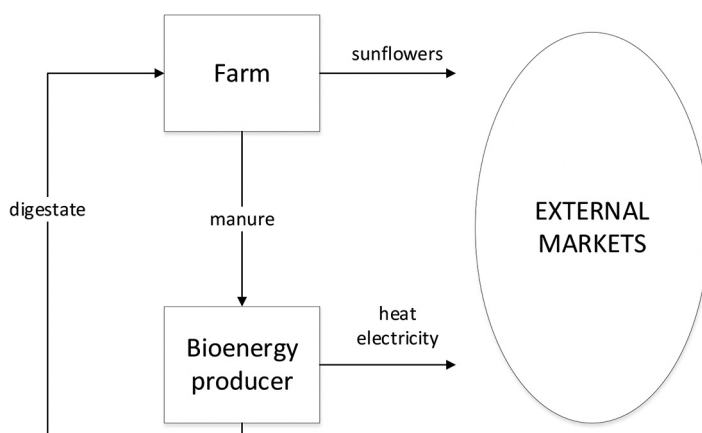 sunflowers
Farm
digestate
manure
EXTERNAL
MARKETS
heat
electricity
Bioenergy
producer